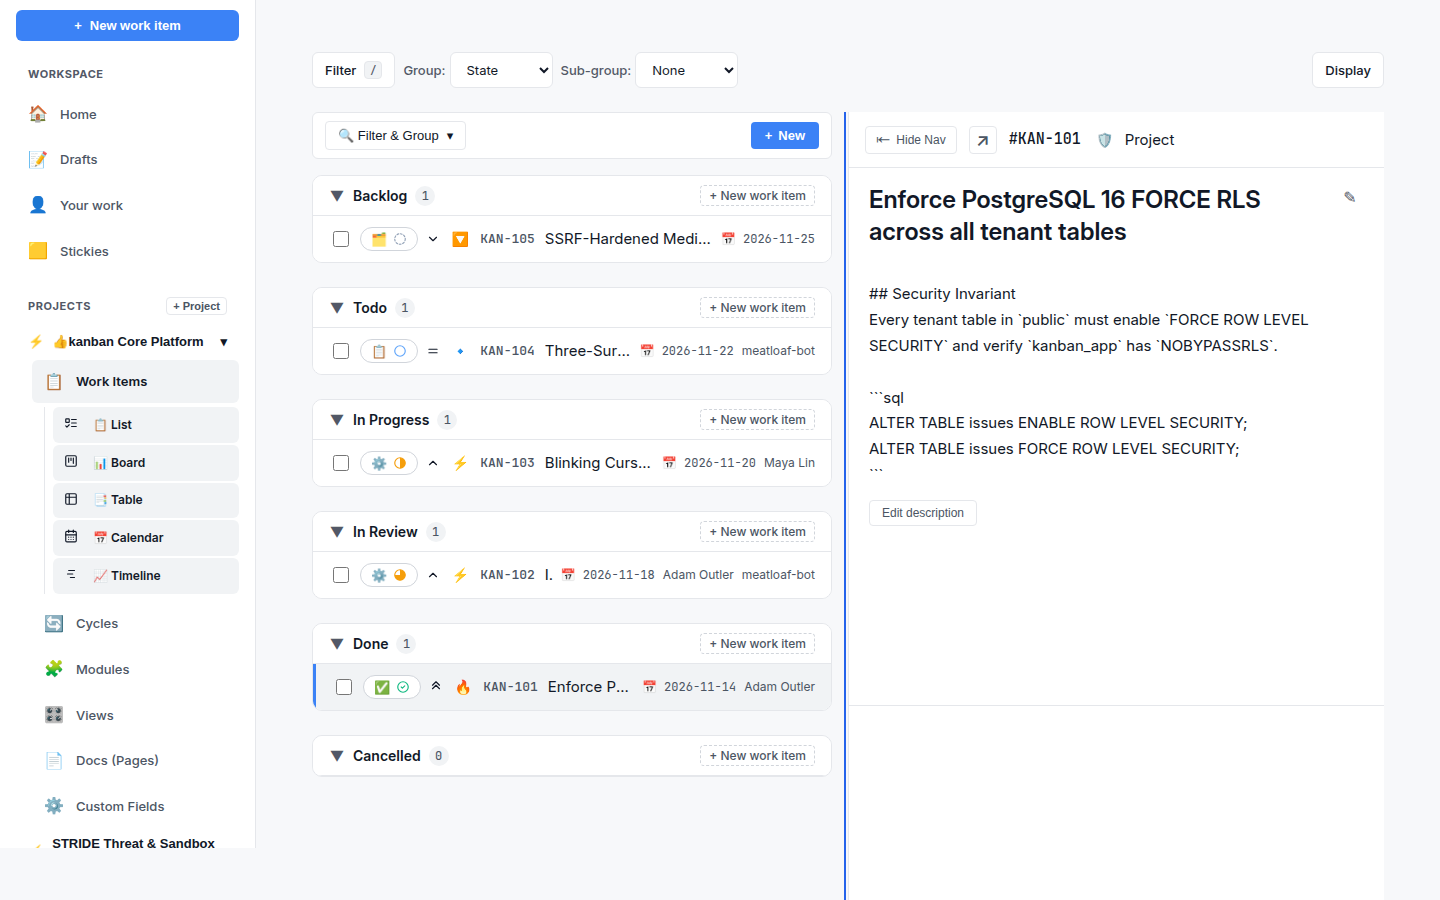 + New work item
WORKSPACE
Home
Drafts
Your work
Stickies
PROJECTS
+ Project
kanban Core Platform
Work Items
List
Board
Table
Calendar
Timeline
Cycles
Modules
Views
Docs (Pages)
Custom Fields
STRIDE Threat & Sandbox
Filter /
Group: State
Sub-group: None
Display
Filter & Group
+ New
Backlog 1
+ New work item
KAN-105 SSRF-Hardened Medi... 2026-11-25
Todo 1
+ New work item
KAN-104 Three-Sur... 2026-11-22 meatloaf-bot
In Progress 1
+ New work item
KAN-103 Blinking Curs... 2026-11-20 Maya Lin
In Review 1
+ New work item
KAN-102 I. 2026-11-18 Adam Outler meatloaf-bot
Done 1
+ New work item
KAN-101 Enforce P... 2026-11-14 Adam Outler
Cancelled 0
+ New work item
Hide Nav
#KAN-101
Project
Enforce PostgreSQL 16 FORCE RLS
across all tenant tables
## Security Invariant
Every tenant table in `public` must enable `FORCE ROW LEVEL
SECURITY` and verify `kanban_app` has `NOBYPASSRLS`.
```sql
ALTER TABLE issues ENABLE ROW LEVEL SECURITY;
ALTER TABLE issues FORCE ROW LEVEL SECURITY;
```
Edit description